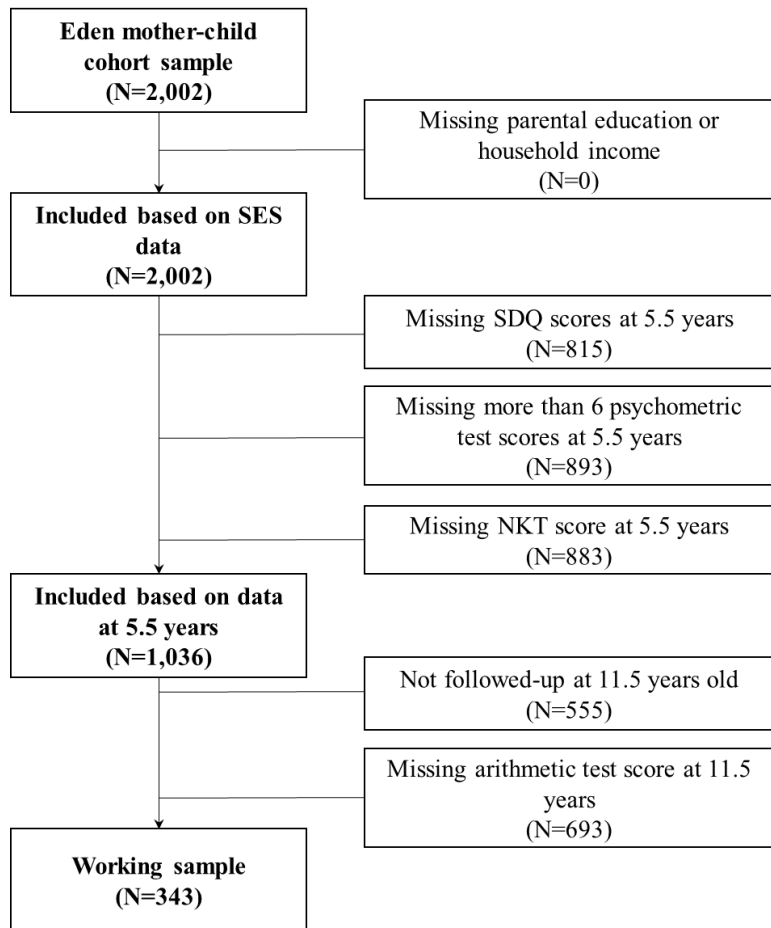 Eden mother-child
cohort sample
(N=2,002)
Missing parental education or
household income
(N=0)
Included based on SES
data
(N=2,002)
Missing SDQ scores at 5.5 years
(N=815)
Missing more than 6 psychometric
test scores at 5.5 years
(N=893)
Missing NKT score at 5.5 years
(N=883)
Included based on data
at 5.5 years
(N=1,036)
Not followed-up at 11.5 years old
(N=555)
Missing arithmetic test score at 11.5
years
(N=693)
Working sample
(N=343)